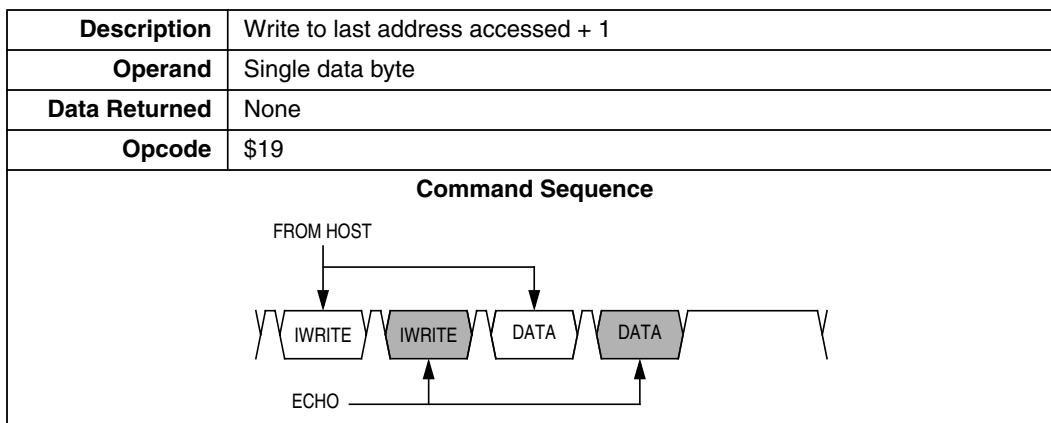 Description Write to last address accessed + 1
Operand Single data byte
Data Returned None
Opcode $19
Command Sequence
FROM HOST
IWRITE IWRITE DATA DATA
ECHO